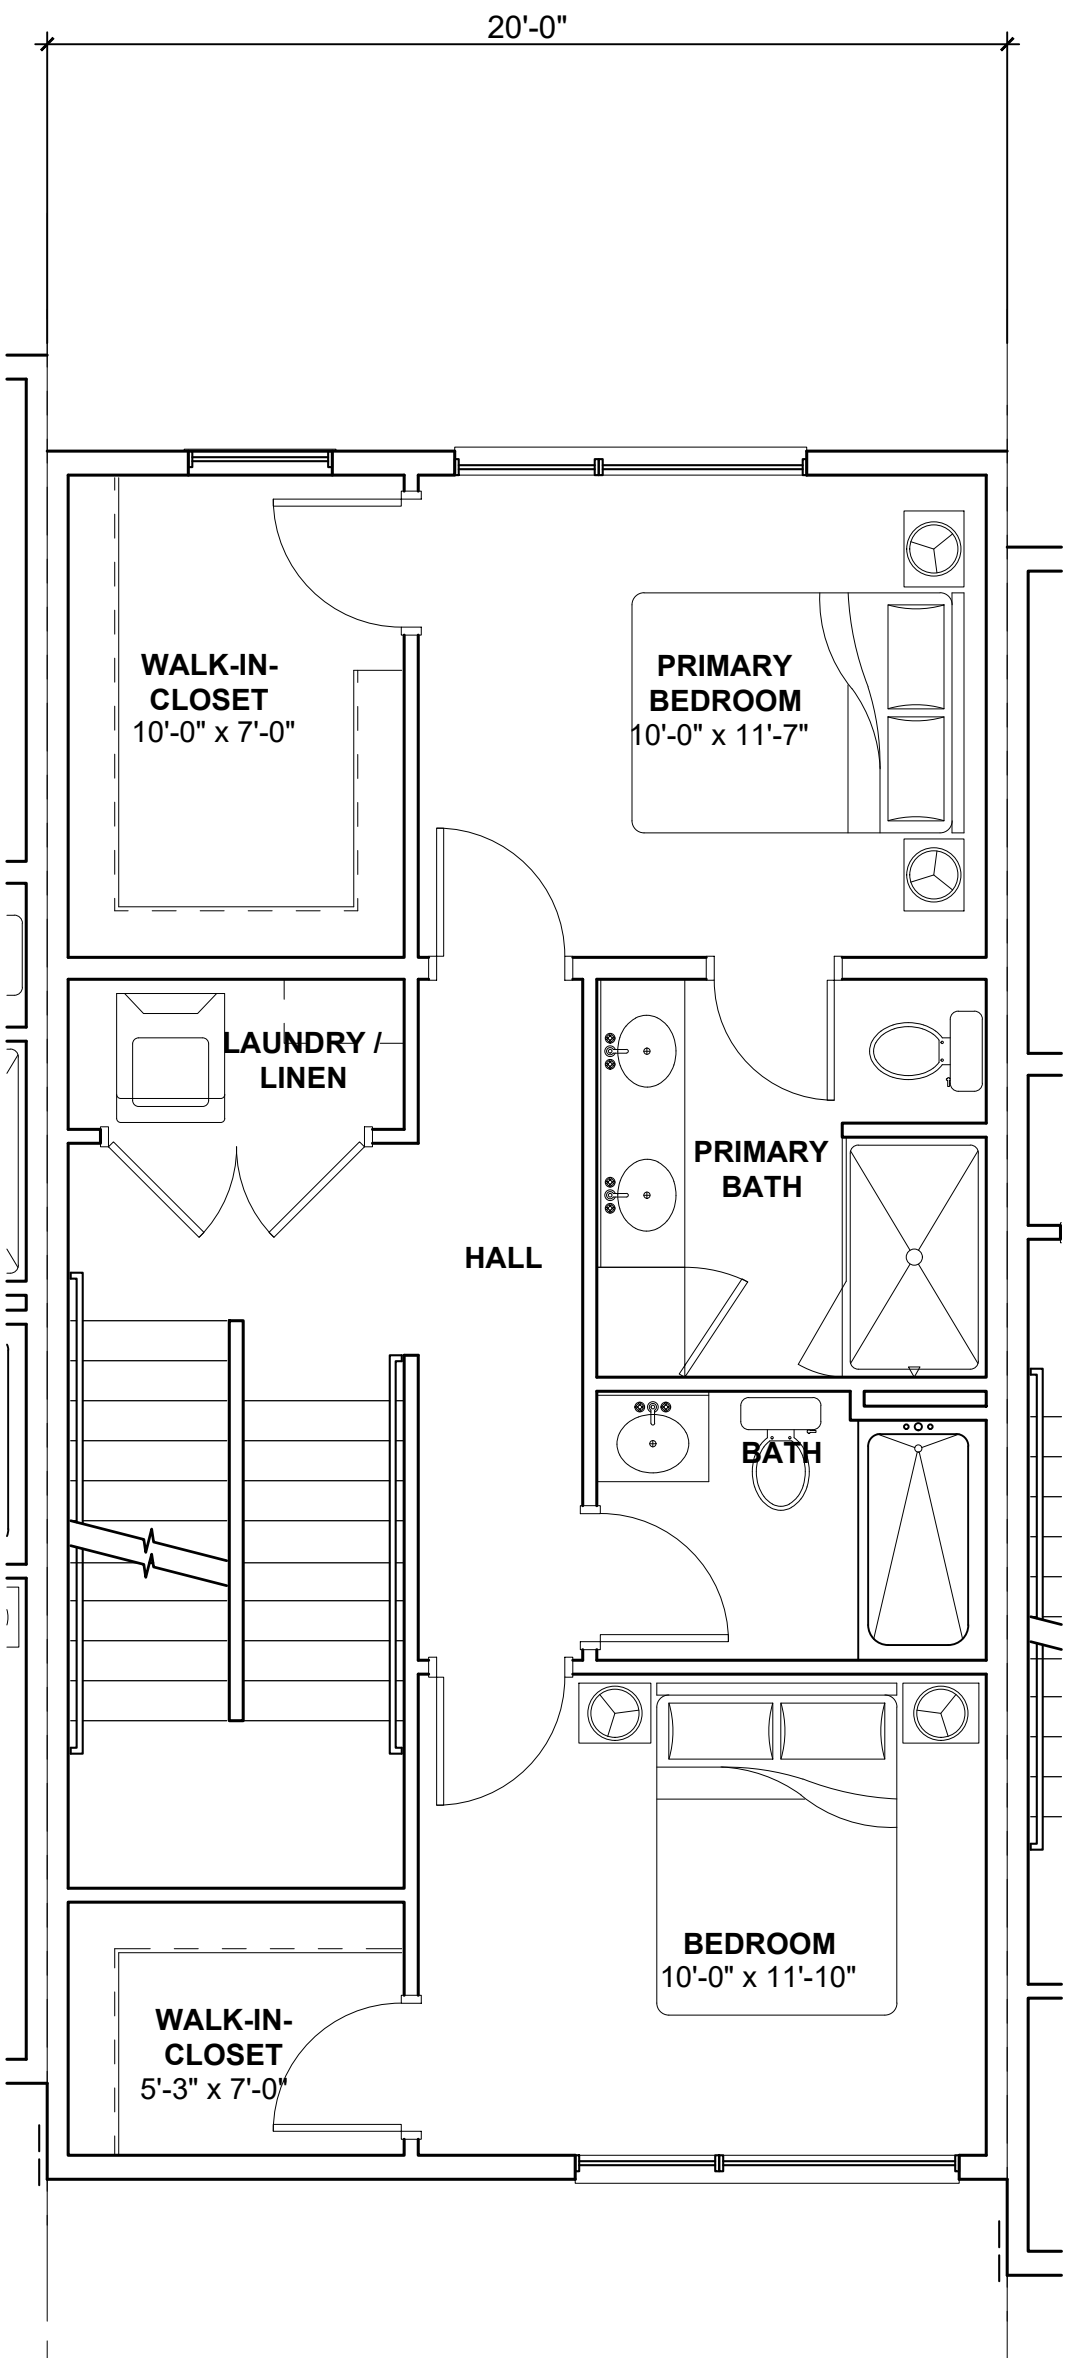 20'-0"
WALK-IN-
CLOSET
10'-0" x 7'-0"
PRIMARY
BEDROOM
10'-0" x 11'-7"
LAUNDRY /
LINEN
PRIMARY
BATH
HALL
BATH
BEDROOM
10'-0" x 11'-10"
WALK-IN-
CLOSET
5'-3" x 7'-0"